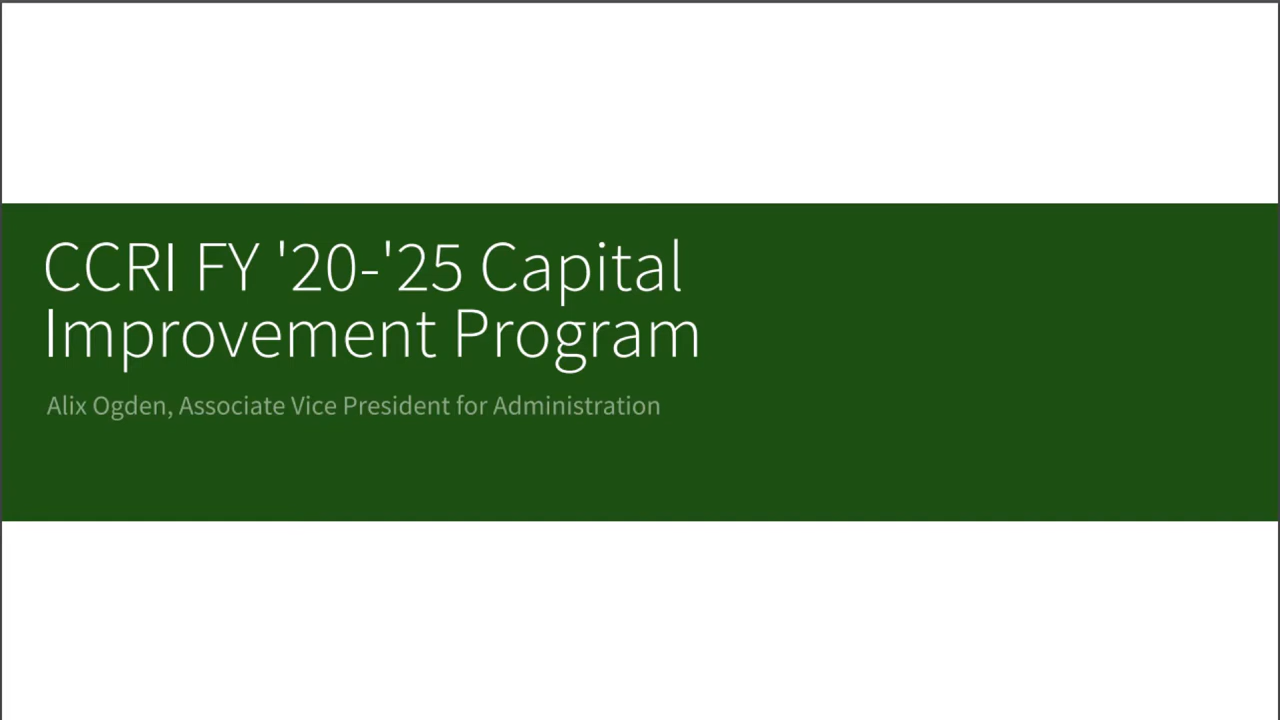 CCRI FY '20-'25 Capital
Improvement Program
Alix Ogden, Associate Vice President for Administration